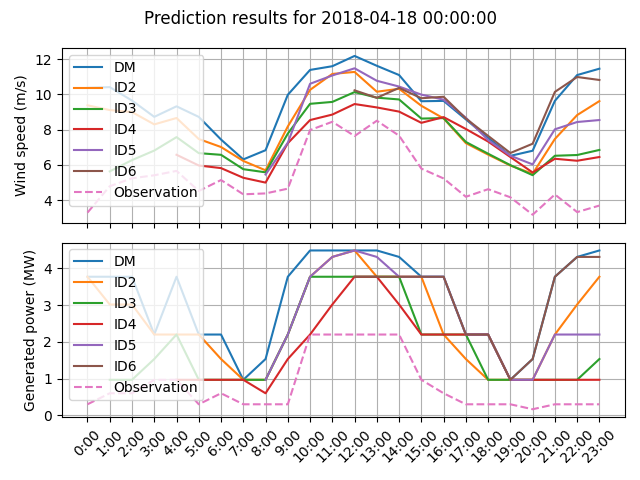 Prediction results for 2018-04-18 00:00:00
Wind speed (m/s)
12
10
8
6
4
DM
ID2
ID3
ID4
ID5
ID6
Observation
Generated power (MW)
4
3
2
1
0
DM
ID2
ID3
ID4
ID5
ID6
Observation
0:00 1:00 2:00 3:00 4:00 5:00 6:00 7:00 8:00 9:00 10:00 11:00 12:00 13:00 14:00 15:00 16:00 17:00 18:00 19:00 20:00 21:00 22:00 23:00